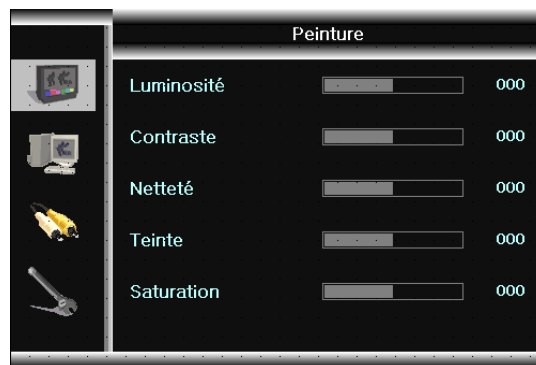 Peinture
Luminosité 000
Contraste 000
Netteté 000
Teinte 000
Saturation 000